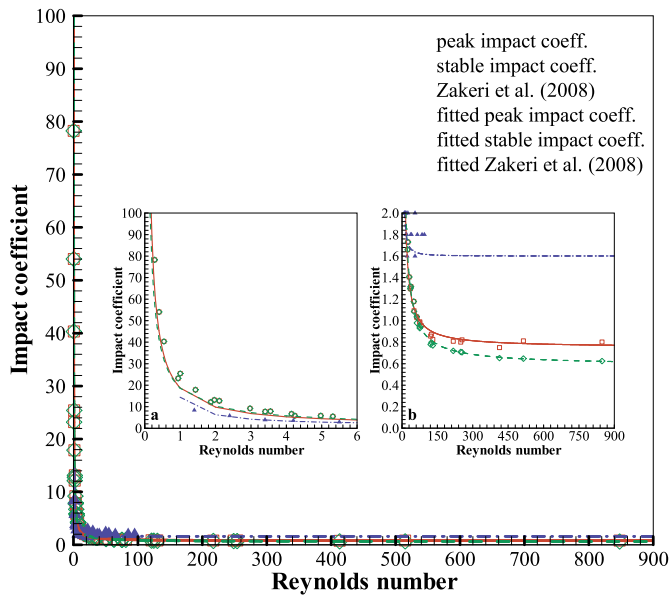 100
90
80
70
60
50
40
30
20
10
0
Impact coefficient
peak impact coeff.
stable impact coeff.
Zakeri et al. (2008)
fitted peak impact coeff.
fitted stable impact coeff.
fitted Zakeri et al. (2008)
100
90
80
70
60
50
40
30
20
10
0
Impact coefficient
a
0 1 2 3 4 5 6
Reynolds number
2.0
1.8
1.6
1.4
1.2
1.0
0.8
0.6
0.4
0.2
0.0
Impact coefficient
b
0 150 300 450 600 750 900
Reynolds number
0 100 200 300 400 500 600 700 800 900
Reynolds number